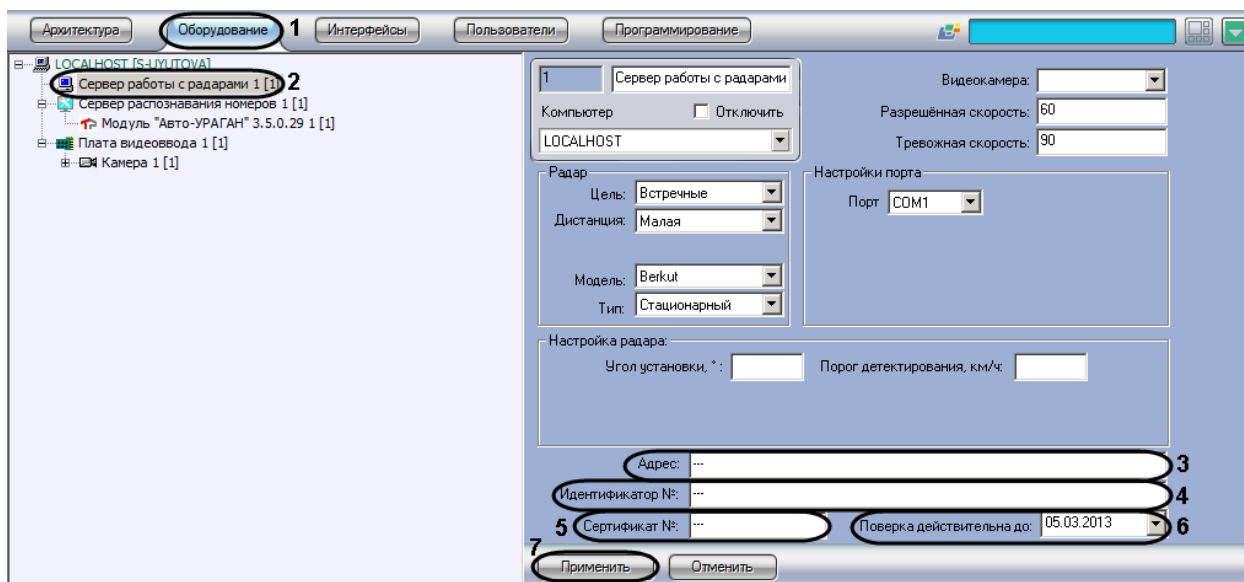 Архитектура Оборудование 1 Интерфейсы Пользователи Программирование
LOCALHOST [S-UYUTOVA]
Сервер работы с радарами 1 [1] 2
Сервер распознавания номеров 1 [1]
Модуль "Авто-УРАГАН" 3.5.0.29 1 [1]
Плата видеоввода 1 [1]
Камера 1 [1]
1 Сервер работы с радарами
Компьютер Отключить
LOCALHOST
Видеокамера:
Разрешённая скорость: 60
Тревожная скорость: 90
Радар
Цель: Встречные
Дистанция: Малая
Модель: Berkut
Тип: Стационарный
Настройки порта
Порт COM1
Настройка радара:
Угол установки, ° : Порог детектирования, км/ч:
Адрес: --- 3
Идентификатор №: --- 4
5 Сертификат №: --- Поверка действительна до: 05.03.2013 6
7
Применить Отменить